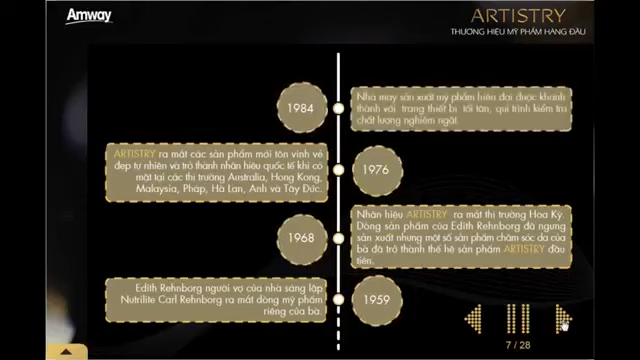 Amway
ARTISTRY
THƯƠNG HIỆU MỸ PHẨM HÀNG ĐẦU
1984
Nhà máy sản xuất mỹ phẩm hiện đại được khánh
thành với trang thiết bị tối tân, qui trình kiểm tra
chất lượng nghiêm ngặt.
ARTISTRY ra mắt các sản phẩm mới tôn vinh vẻ
đẹp tự nhiên và trở thành nhãn hiệu quốc tế khi có
mặt tại các thị trường Australia, Hong Kong,
Malaysia, Pháp, Hà Lan, Anh và Tây Đức.
1976
Nhãn hiệu ARTISTRY ra mắt thị trường Hoa Kỳ.
Dòng sản phẩm của Edith Rehnborg đã ngưng
sản xuất nhưng một số sản phẩm chăm sóc da của
bà đã trở thành thế hệ sản phẩm ARTISTRY đầu
tiên.
1968
Edith Rehnborg người vợ của nhà sáng lập
Nutrilite Carl Rehnborg ra mắt dòng mỹ phẩm
riêng của bà.
1959
7 / 28